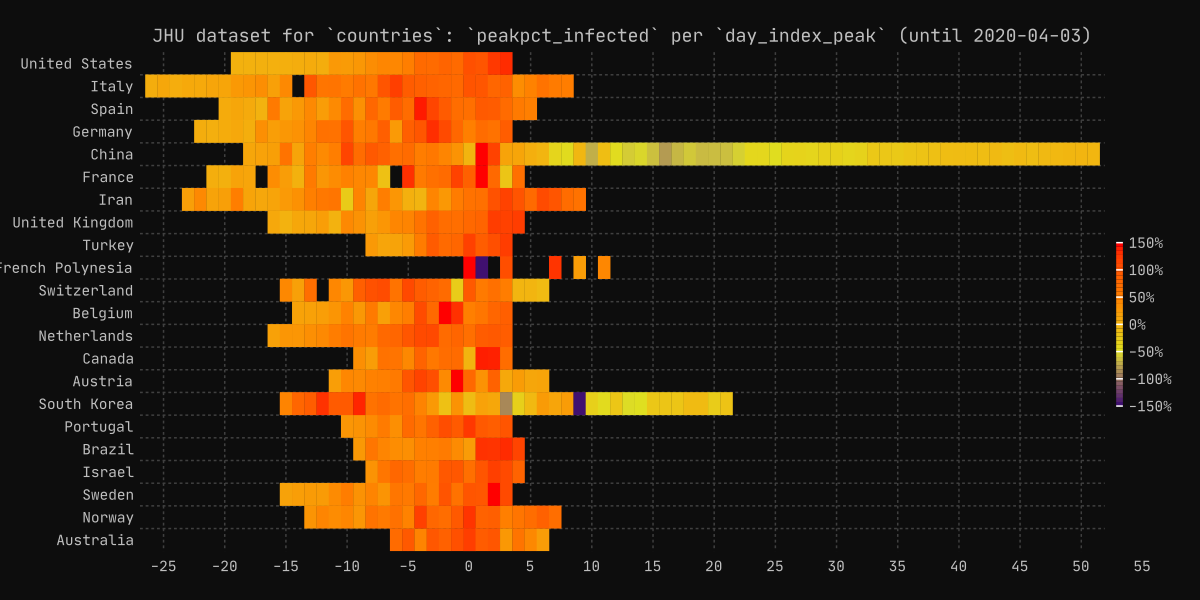 JHU dataset for `countries`: `peakpct_infected` per `day_index_peak` (until 2020-04-03)
United States
Italy
Spain
Germany
China
France
Iran
United Kingdom
Turkey
French Polynesia
Switzerland
Belgium
Netherlands
Canada
Austria
South Korea
Portugal
Brazil
Israel
Sweden
Norway
Australia
150%
100%
50%
0%
−50%
−100%
−150%
−25 −20 −15 −10 −5 0 5 10 15 20 25 30 35 40 45 50 55